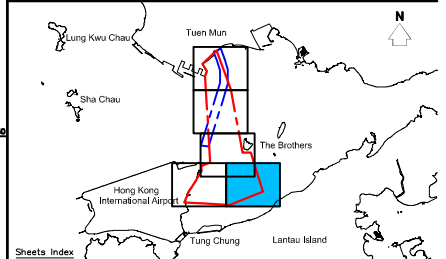 Tuen Mun
N
Lung Kwu Chau
Sha Chau
The Brothers
Hong Kong
International Airport
Tung Chung
Lantau Island
Sheets Index